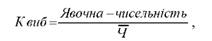 К виб = Явочна − чисельність / Ч̅ ,